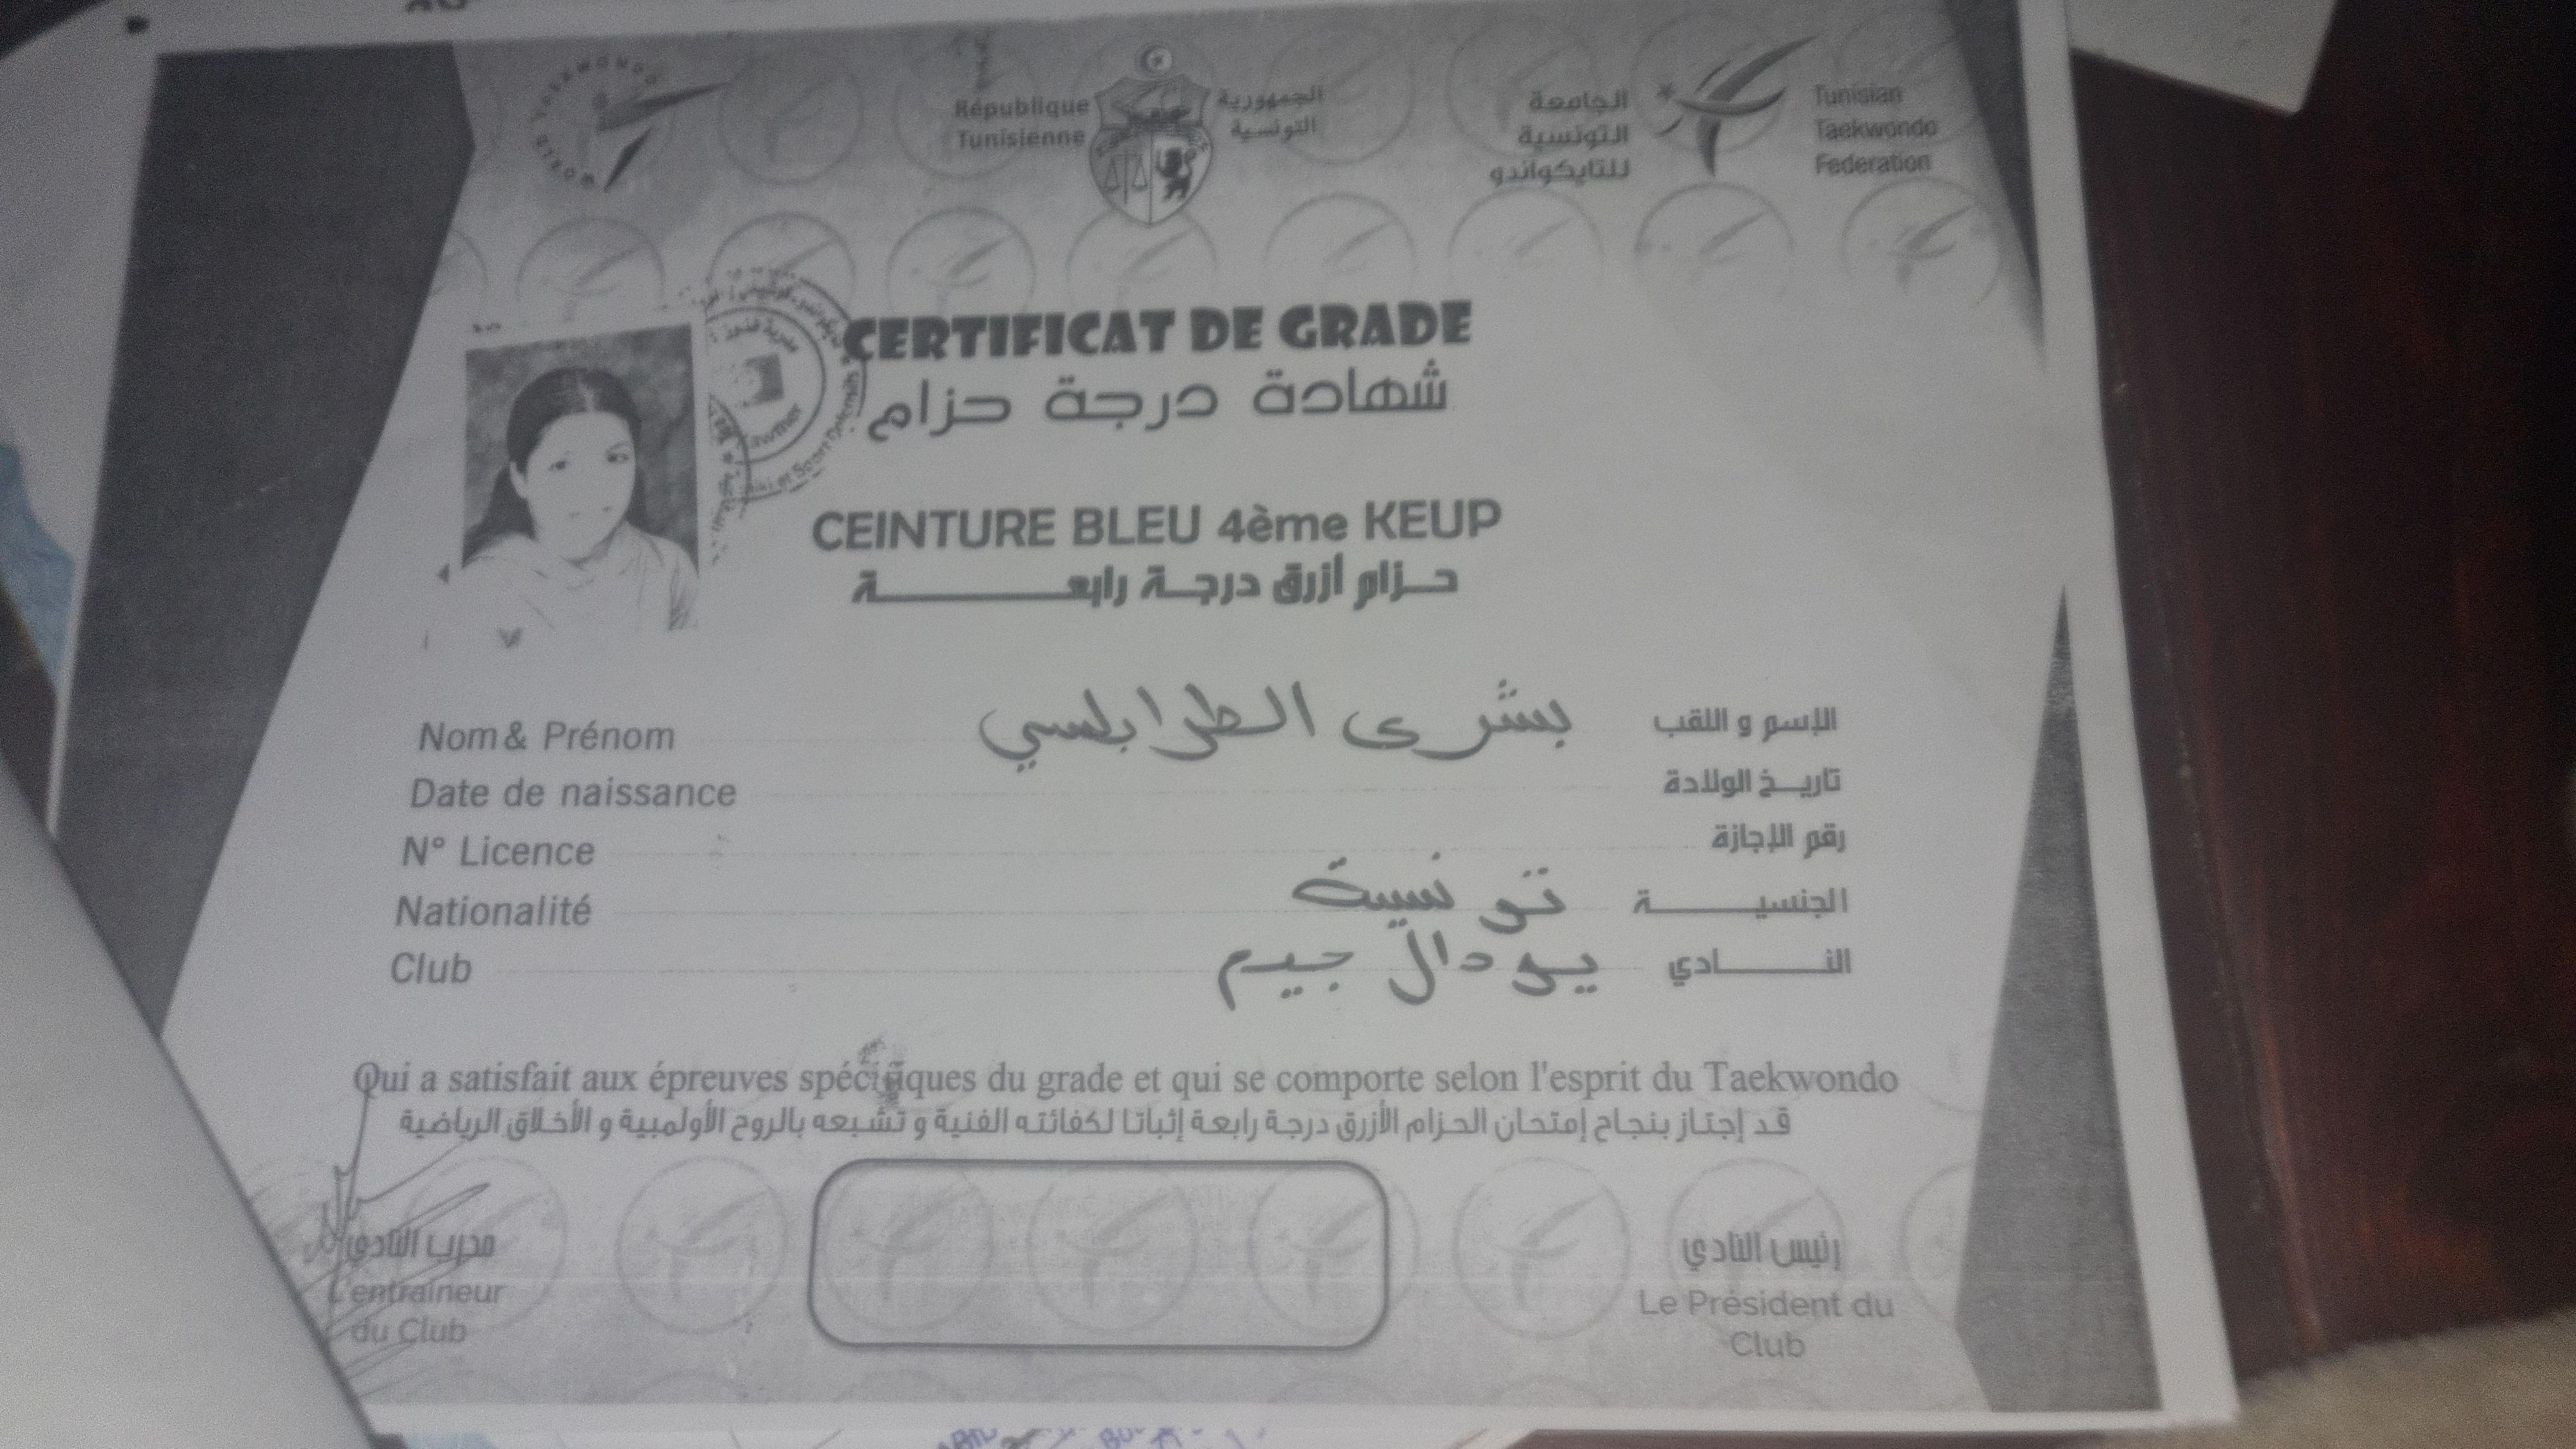 WORLD TAEKWONDO
République
Tunisienne
الجمهورية
التونسية
الجامعة
التونسية
للتايكواندو
Tunisian
Taekwondo
Federation
CERTIFICAT DE GRADE
شهادة درجة حزام
CEINTURE BLEU 4ème KEUP
حزام أزرق درجة رابعة
Nom & Prénom بشرى الطرابلسي الإسم و اللقب
Date de naissance تاريخ الولادة
N° Licence رقم الإجازة
Nationalité تونسية الجنسية
Club يودال جيم النادي
Qui a satisfait aux épreuves spécifiques du grade et qui se comporte selon l'esprit du Taekwondo
قد إجتاز بنجاح إمتحان الحزام الأزرق درجة رابعة إثباتا لكفائته الفنية و تشبعه بالروح الأولمبية و الأخلاق الرياضية
مدرب النادي
L'entraineur
du Club
رئيس النادي
Le Président du
Club